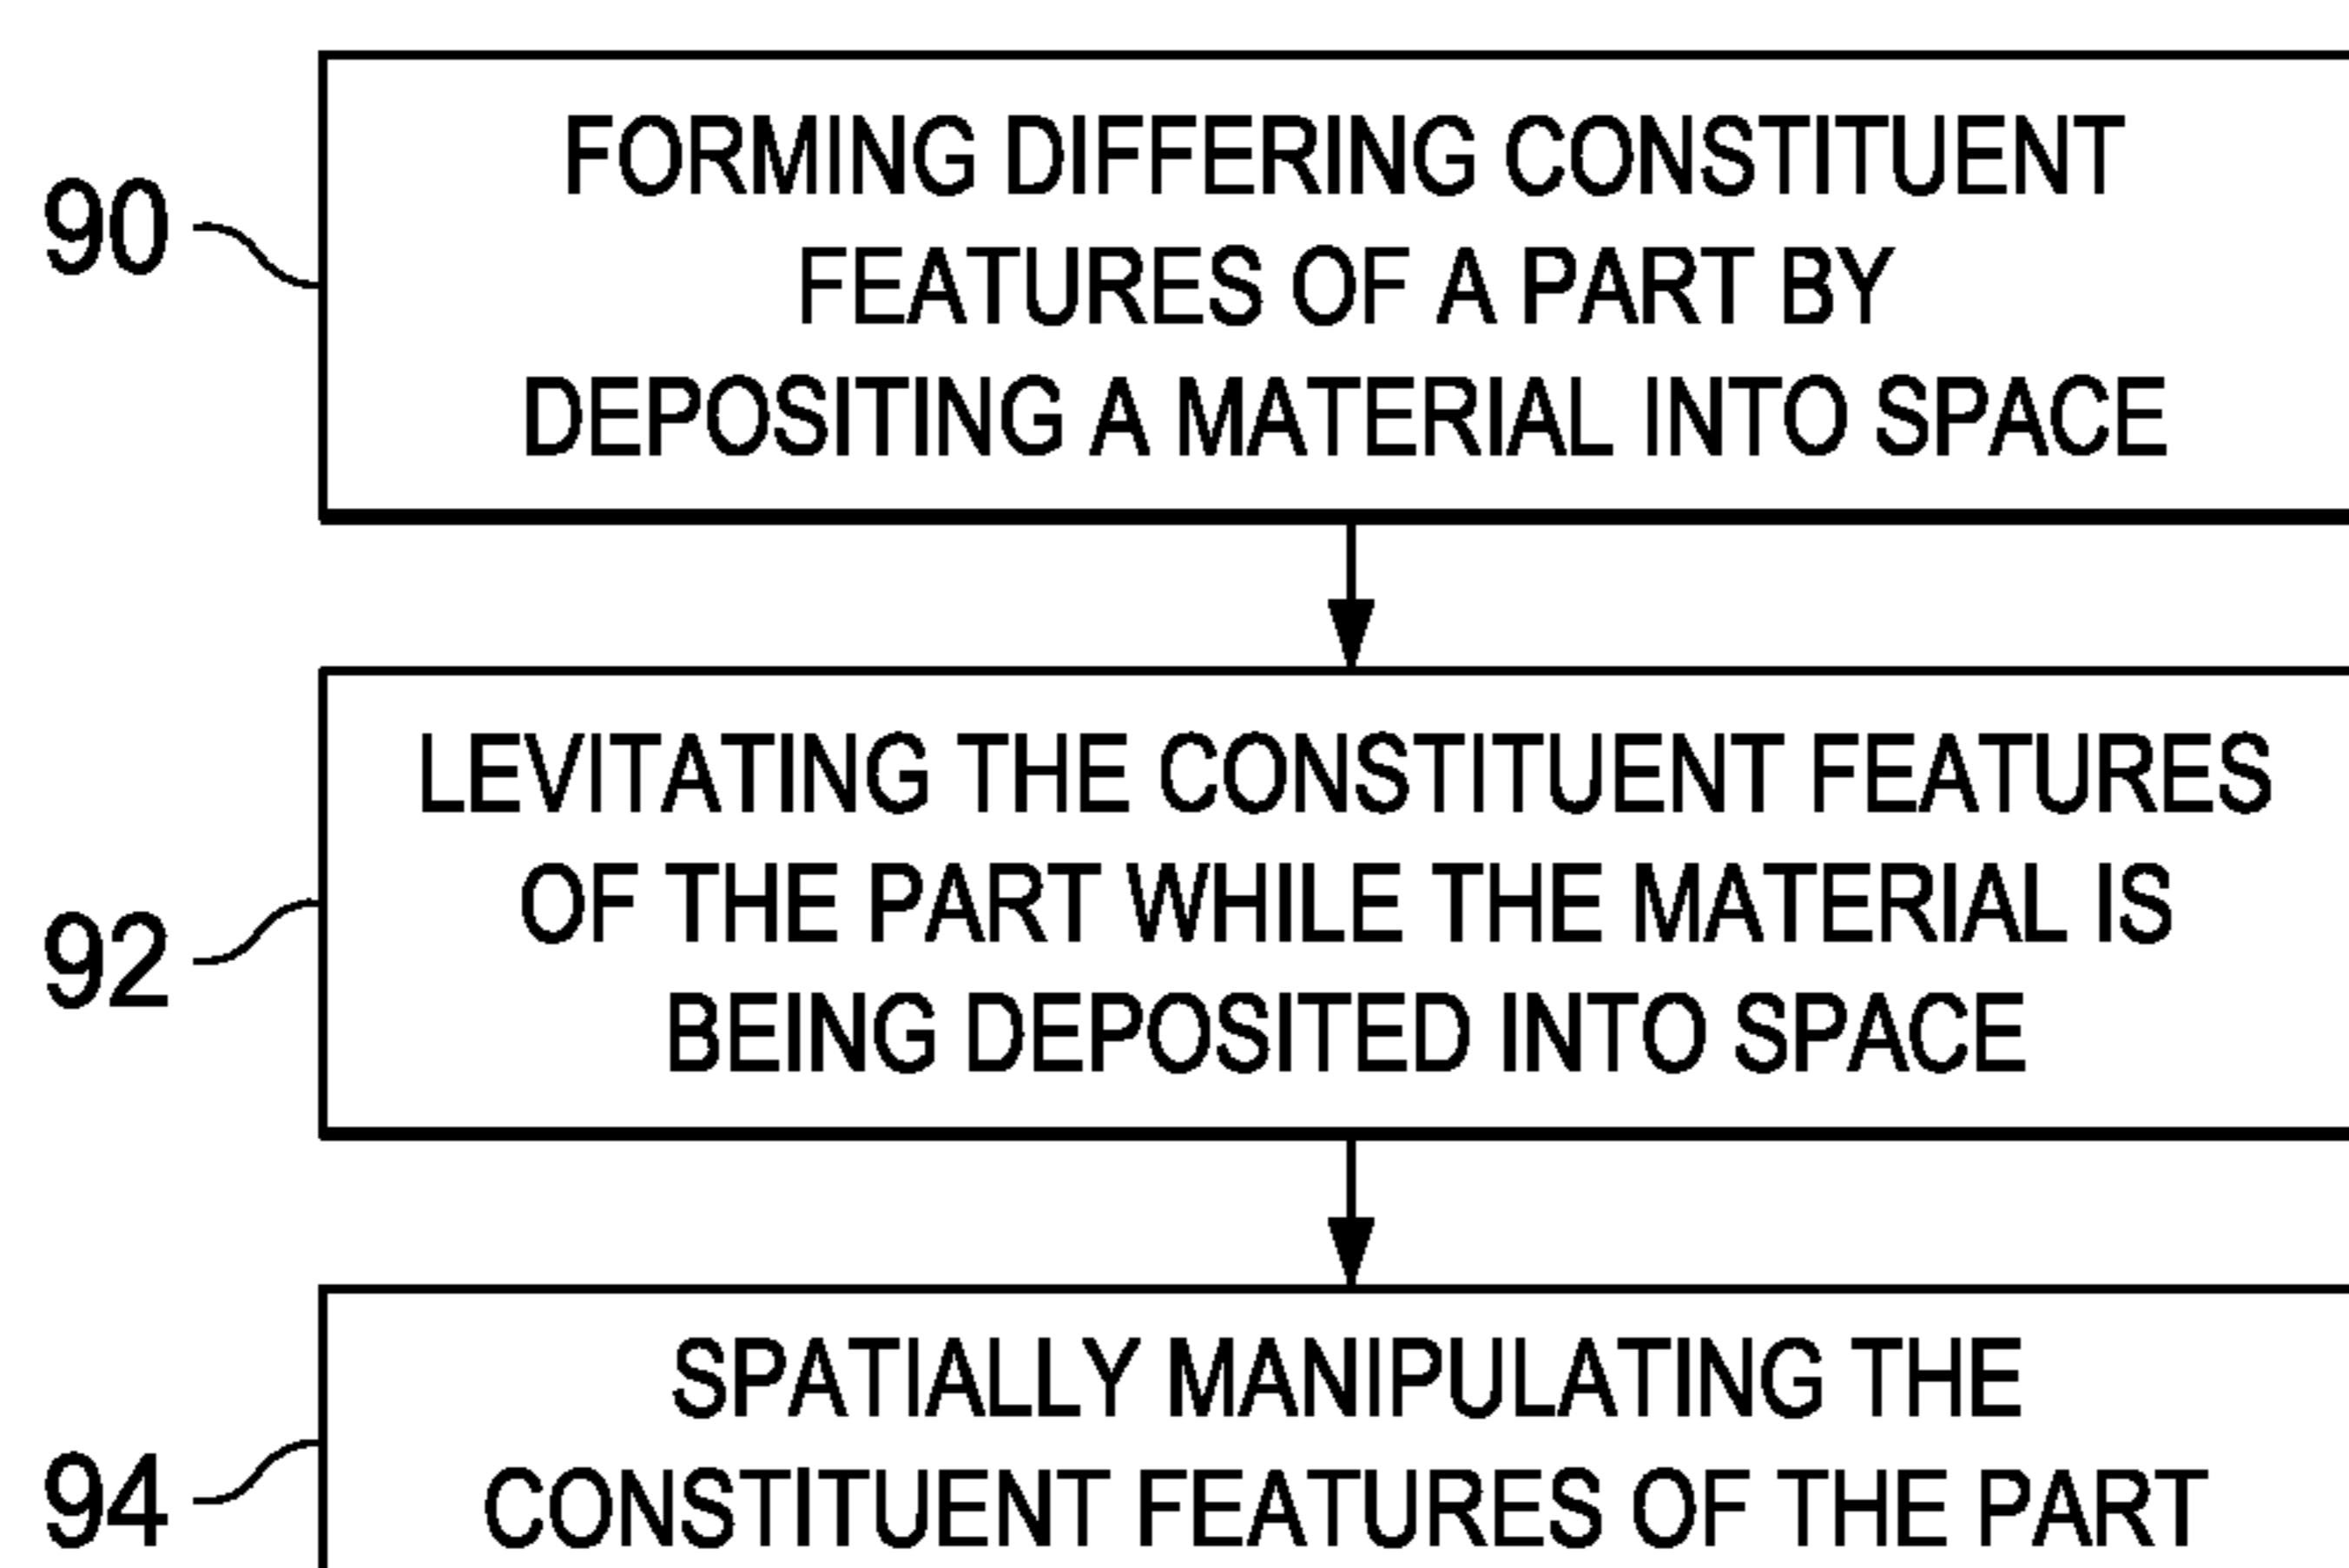 90
FORMING DIFFERING CONSTITUENT
FEATURES OF A PART BY
DEPOSITING A MATERIAL INTO SPACE
92
LEVITATING THE CONSTITUENT FEATURES
OF THE PART WHILE THE MATERIAL IS
BEING DEPOSITED INTO SPACE
94
SPATIALLY MANIPULATING THE
CONSTITUENT FEATURES OF THE PART